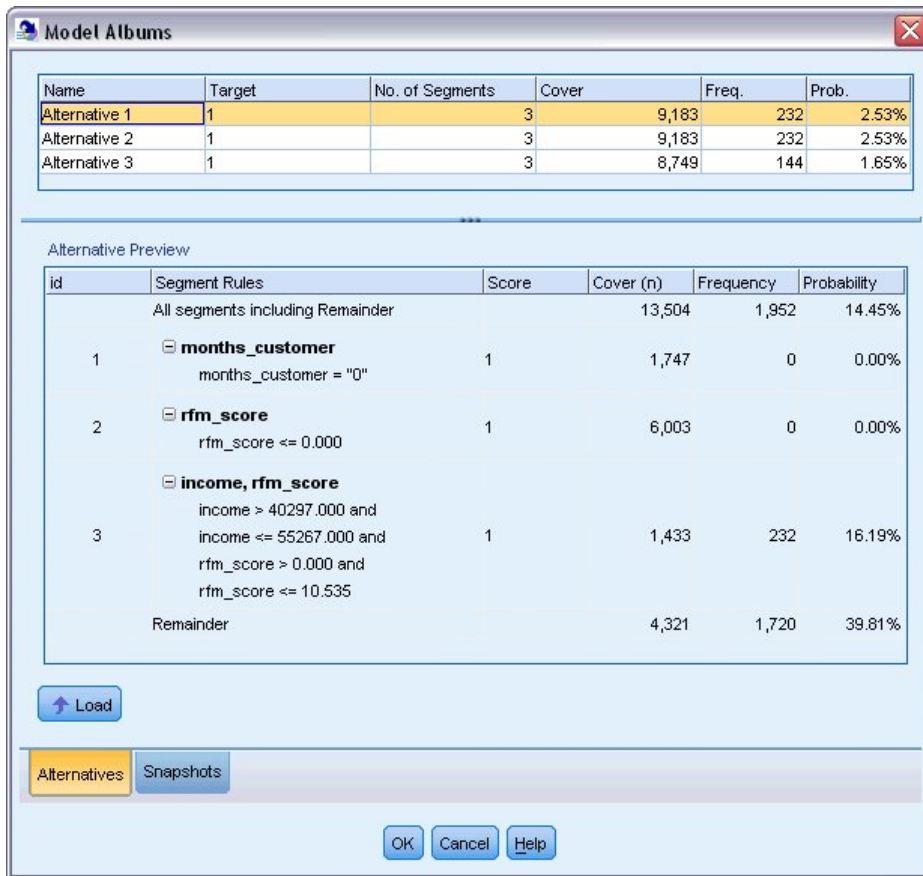 Model Albums
Name Target No. of Segments Cover Freq. Prob.
Alternative 1 1 3 9,183 232 2.53%
Alternative 2 1 3 9,183 232 2.53%
Alternative 3 1 3 8,749 144 1.65%
Alternative Preview
id Segment Rules Score Cover (n) Frequency Probability
All segments including Remainder 13,504 1,952 14.45%
months_customer
1 months_customer = "0" 1 1,747 0 0.00%
rfm_score
2 rfm_score <= 0.000 1 6,003 0 0.00%
income, rfm_score
income > 40297.000 and
3 income <= 55267.000 and 1 1,433 232 16.19%
rfm_score > 0.000 and
rfm_score <= 10.535
Remainder 4,321 1,720 39.81%
Load
Alternatives Snapshots
OK Cancel Help